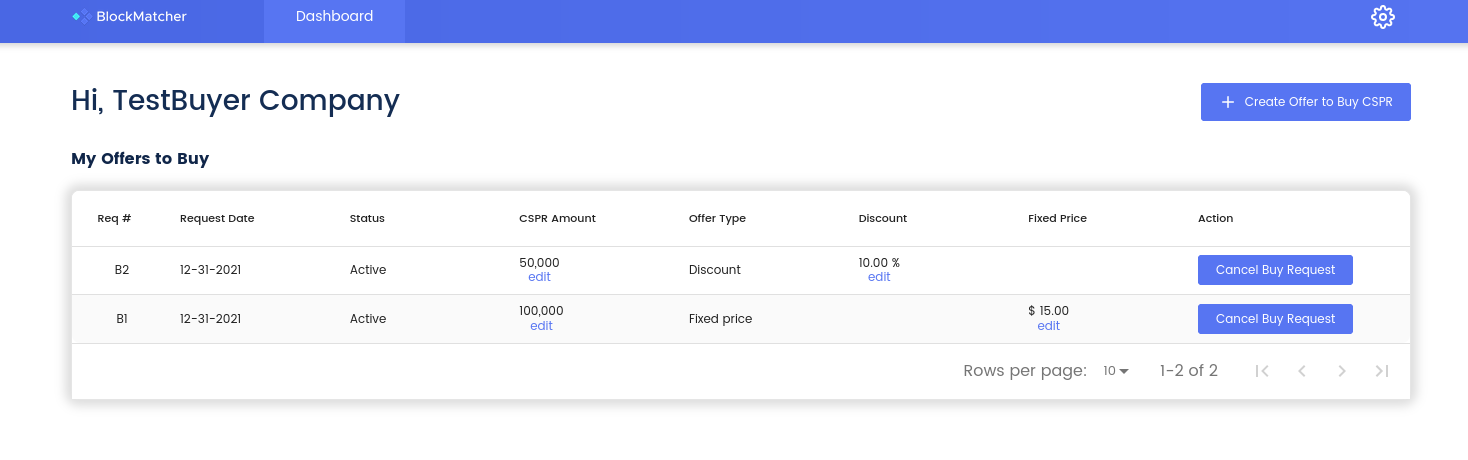 BlockMatcher Dashboard
Hi, TestBuyer Company
+ Create Offer to Buy CSPR
My Offers to Buy
Req # Request Date Status CSPR Amount Offer Type Discount Fixed Price Action
B2 12-31-2021 Active 50,000 edit Discount 10.00 % edit Cancel Buy Request
B1 12-31-2021 Active 100,000 edit Fixed price $ 15.00 edit Cancel Buy Request
Rows per page: 10 1-2 of 2